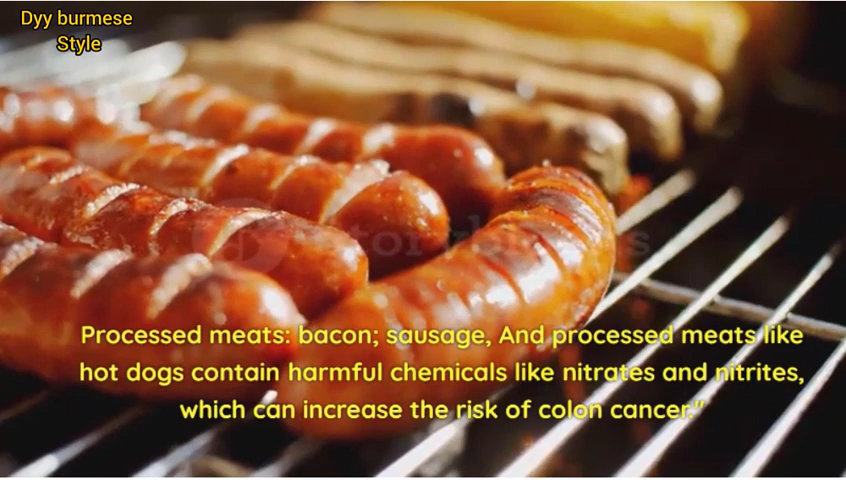 Dyy burmese
Style
Processed meats: bacon; sausage, And processed meats like
hot dogs contain harmful chemicals like nitrates and nitrites,
which can increase the risk of colon cancer."